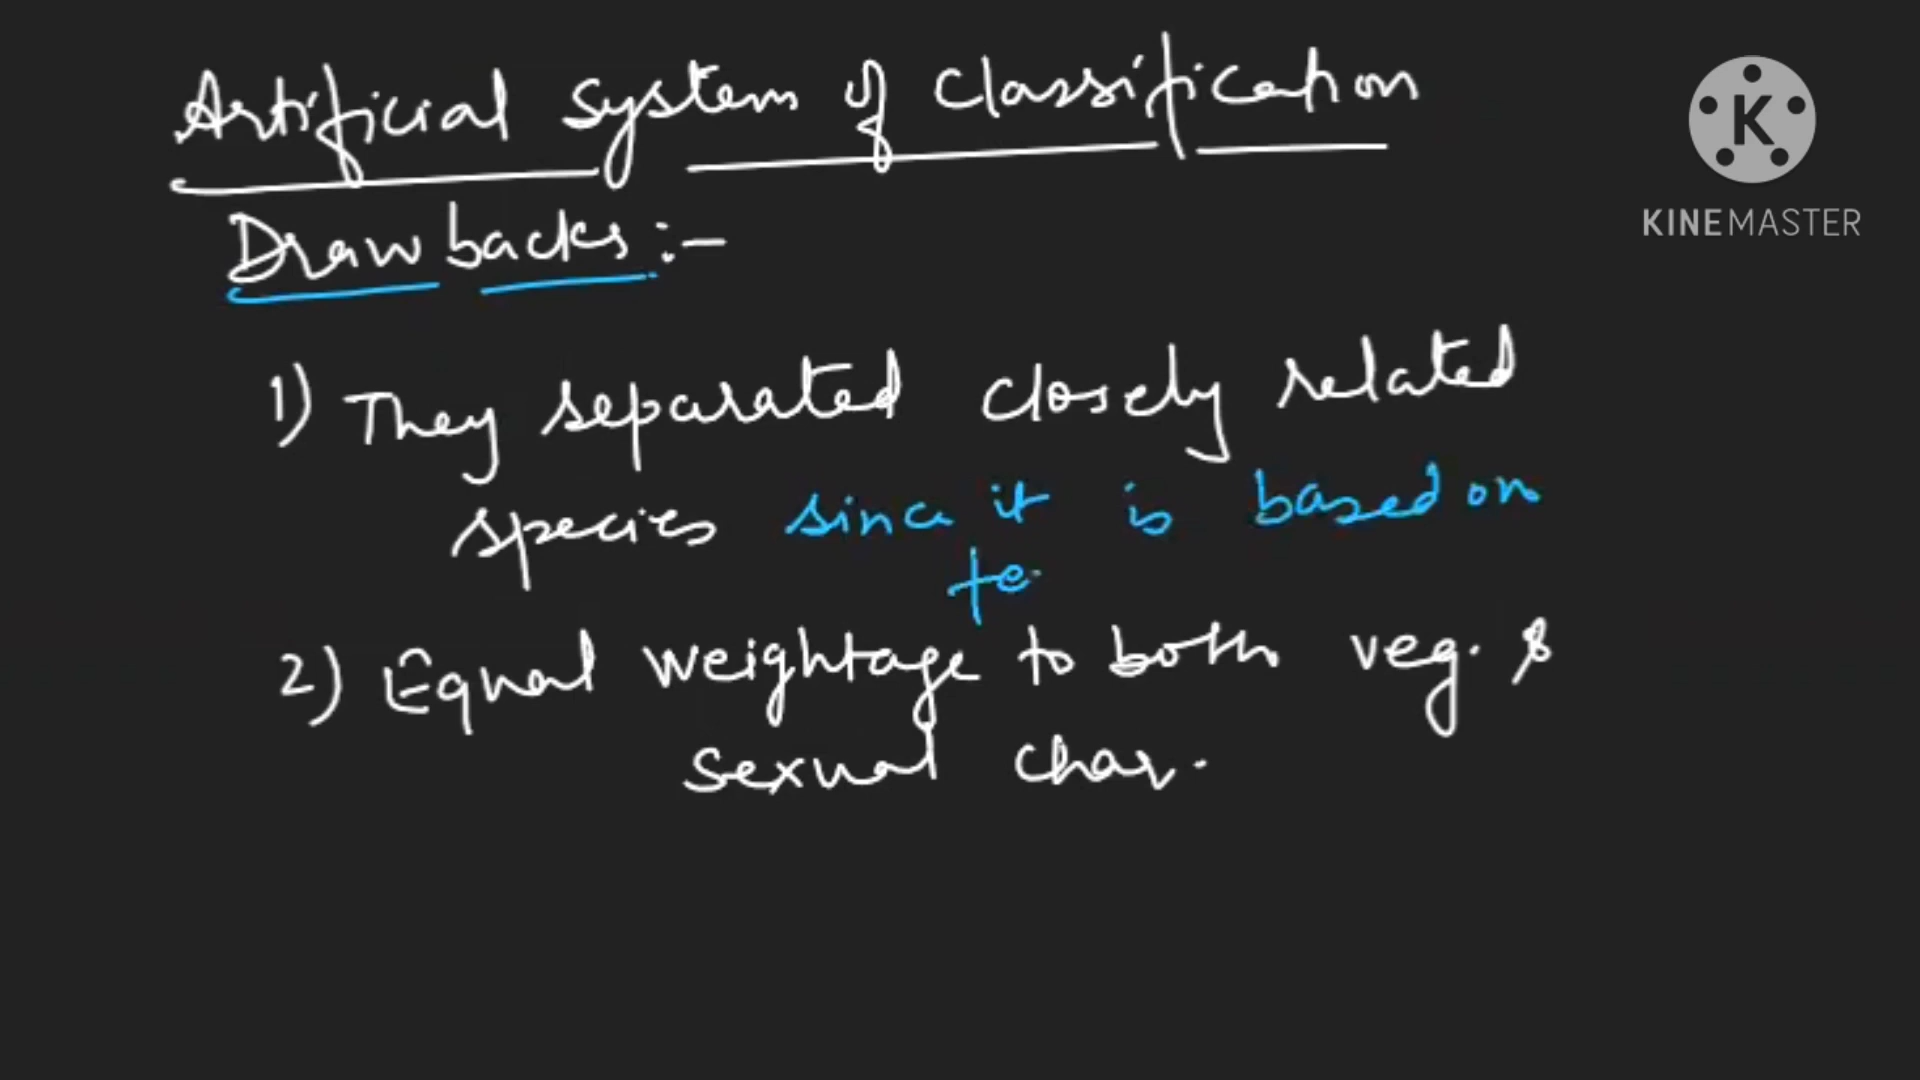 Artificial system of classification
Drawbacks:-
1) They separated closely related
species since it is based on
fe
2) Equal weightage to both veg. &
sexual char.
K
KINEMASTER